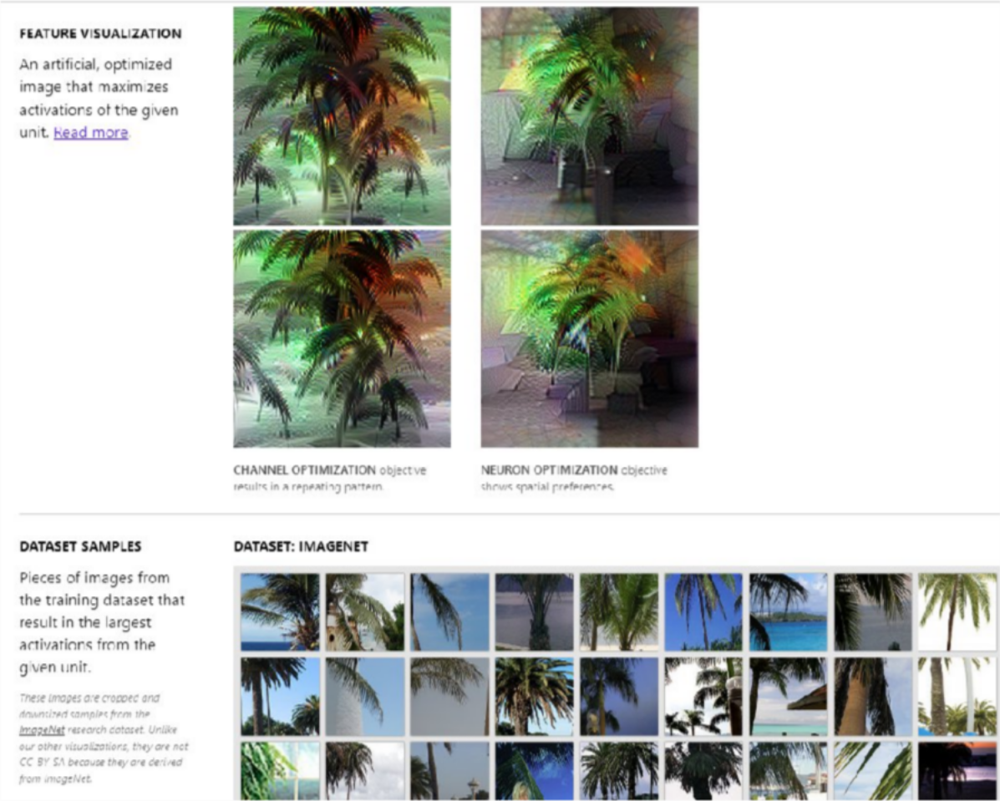 FEATURE VISUALIZATION
An artificial, optimized
image that maximizes
activations of the given
unit. Read more.
CHANNEL OPTIMIZATION objective
results in a repeating pattern.
NEURON OPTIMIZATION objective
shows spatial preferences.
DATASET SAMPLES
Pieces of images from
the training dataset that
result in the largest
activations from the
given unit.
These images are cropped and
downsized samples from the
ImageNet research dataset. Unlike
our other visualizations, they are not
CC BY SA because they are derived
from ImageNet.
DATASET: IMAGENET